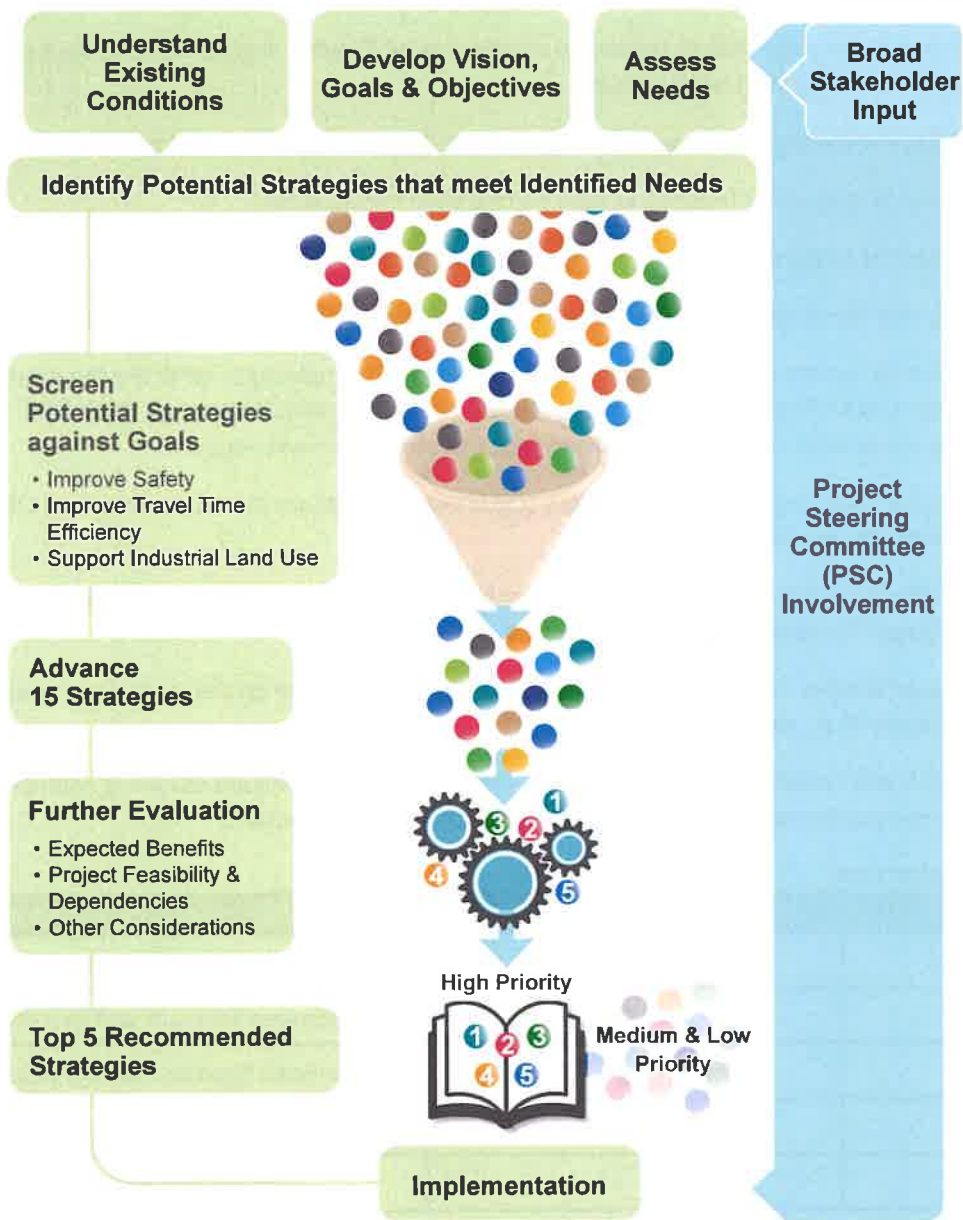 Understand
Existing
Conditions
Develop Vision,
Goals & Objectives
Assess
Needs
Broad
Stakeholder
Input
Identify Potential Strategies that meet Identified Needs
Screen
Potential Strategies
against Goals
• Improve Safety
• Improve Travel Time
Efficiency
• Support Industrial Land Use
Project
Steering
Committee
(PSC)
Involvement
Advance
15 Strategies
Further Evaluation
• Expected Benefits
• Project Feasibility &
Dependencies
• Other Considerations
1
3 2
4
5
High Priority
Top 5 Recommended
Strategies
1 2 3
4 5
Medium & Low
Priority
Implementation